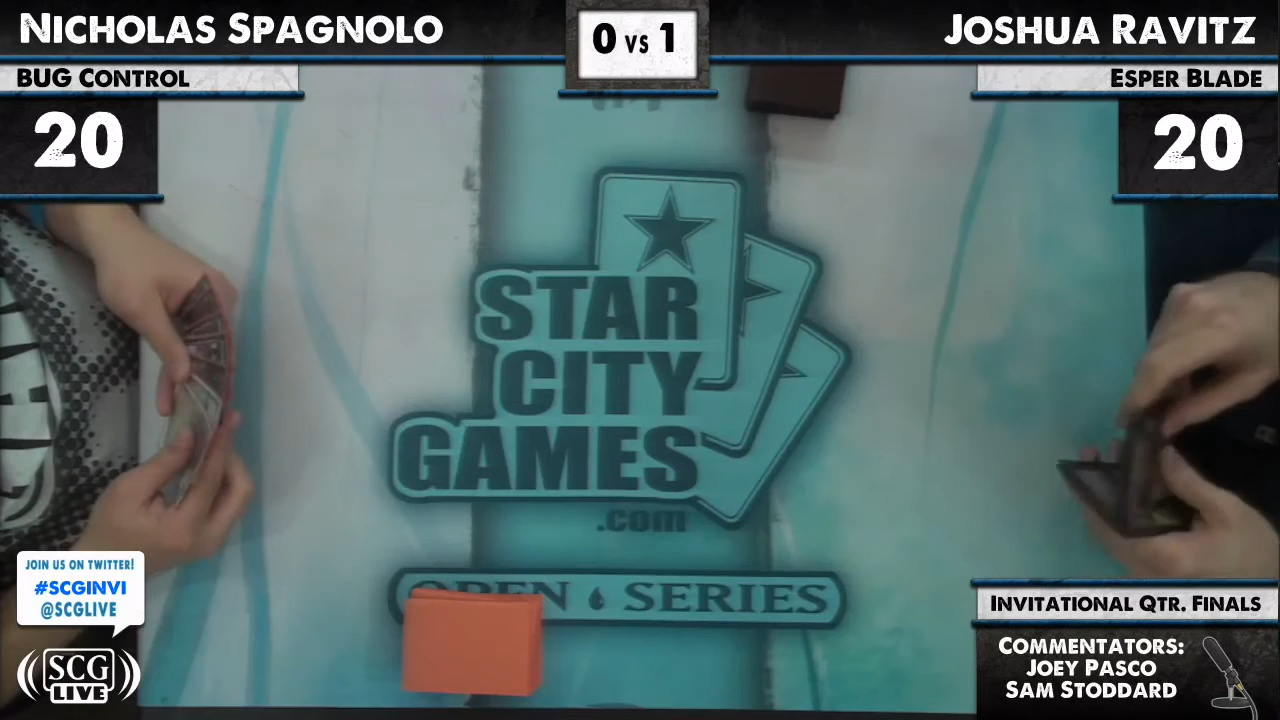 NICHOLAS SPAGNOLO
0 VS 1
JOSHUA RAVITZ
BUG CONTROL
ESPER BLADE
20
20
STAR
CITY
GAMES
.com
OPEN SERIES
JOIN US ON TWITTER!
#SCGINVI
@SCGLIVE
SCG
LIVE
INVITATIONAL QTR. FINALS
COMMENTATORS:
JOEY PASCO
SAM STODDARD